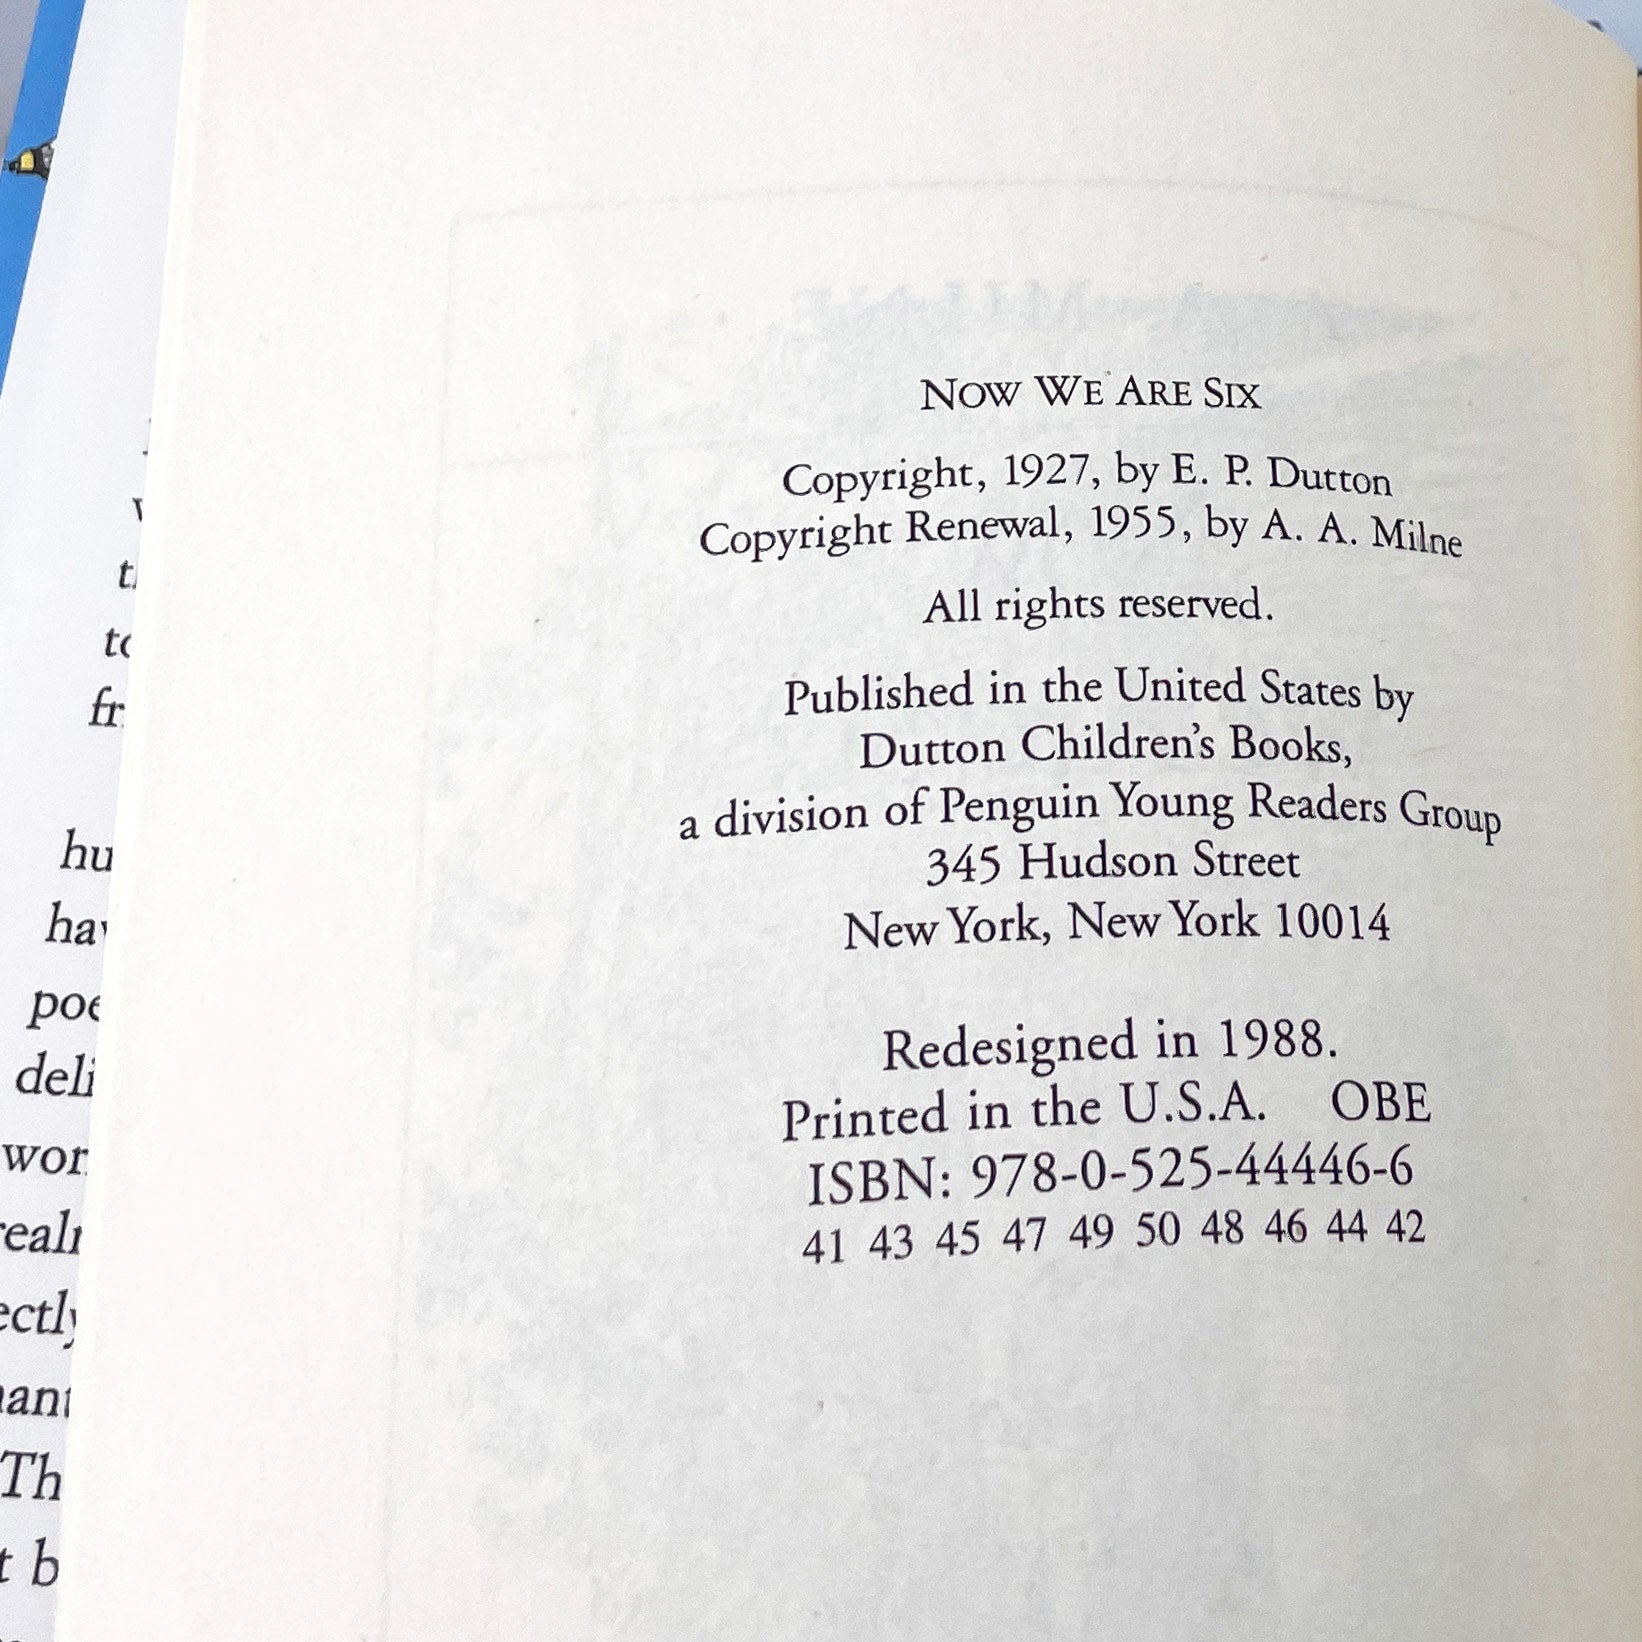 NOW WE ARE SIX
Copyright, 1927, by E. P. Dutton
Copyright Renewal, 1955, by A. A. Milne
All rights reserved.
Published in the United States by
Dutton Children's Books,
a division of Penguin Young Readers Group
345 Hudson Street
New York, New York 10014
Redesigned in 1988.
Printed in the U.S.A. OBE
ISBN: 978-0-525-44446-6
41 43 45 47 49 50 48 46 44 42